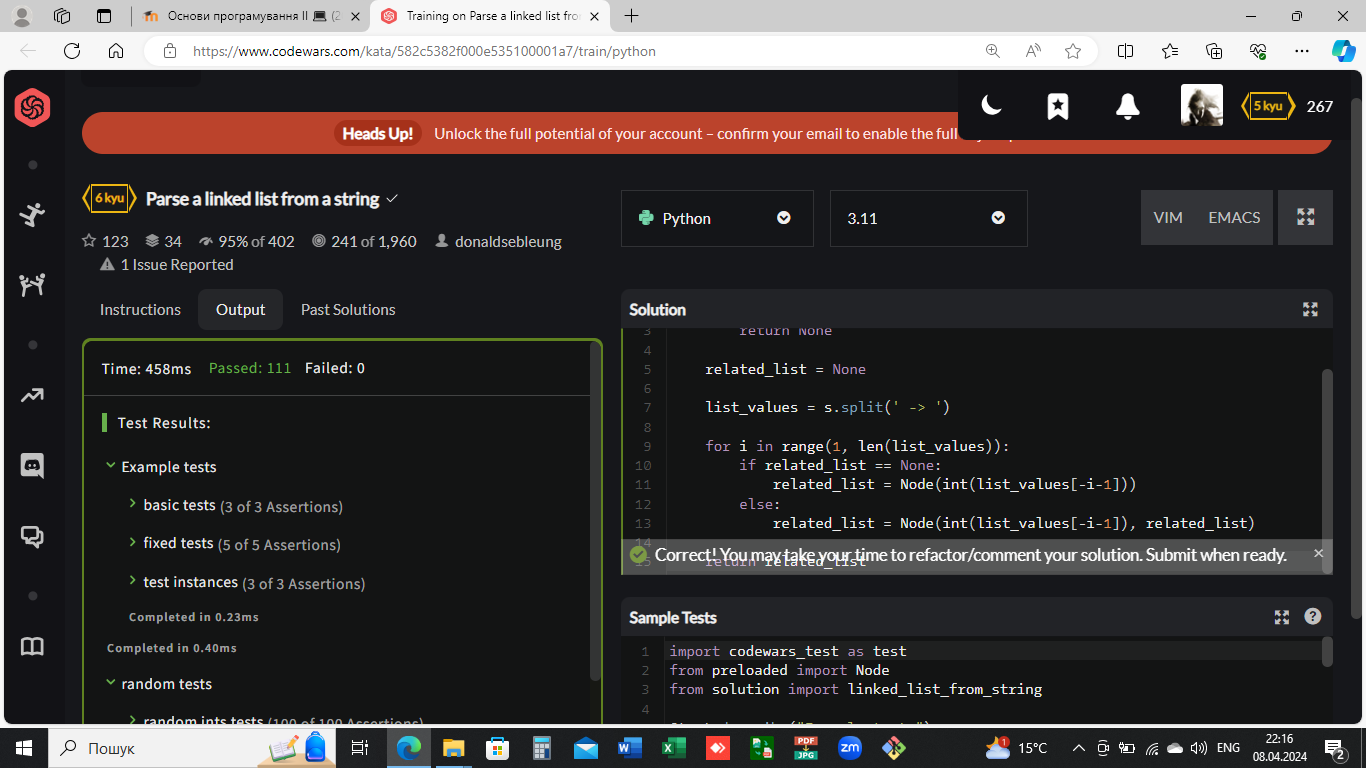 Основи програмування II 💻 (2
Training on Parse a linked list fro
https://www.codewars.com/kata/582c5382f000e535100001a7/train/python
5 kyu 267
Heads Up! Unlock the full potential of your account – confirm your email to enable the full
6 kyu Parse a linked list from a string
123 34 95% of 402 241 of 1,960 donaldsebleung
1 Issue Reported
Python
3.11
VIM EMACS
Instructions Output Past Solutions
Time: 458ms Passed: 111 Failed: 0
Test Results:
Example tests
basic tests (3 of 3 Assertions)
fixed tests (5 of 5 Assertions)
test instances (3 of 3 Assertions)
Completed in 0.23ms
Completed in 0.40ms
random tests
random ints tests (100 of 100 Assertions)
Solution
3 return None
4
5 related_list = None
6
7 list_values = s.split(' -> ')
8
9 for i in range(1, len(list_values)):
10 if related_list == None:
11 related_list = Node(int(list_values[-i-1]))
12 else:
13 related_list = Node(int(list_values[-i-1]), related_list)
14
Correct! You may take your time to refactor/comment your solution. Submit when ready.
15 return related_list
Sample Tests
1 import codewars_test as test
2 from preloaded import Node
3 from solution import linked_list_from_string
4
Пошук
1 15°C
ENG
22:16
08.04.2024
2